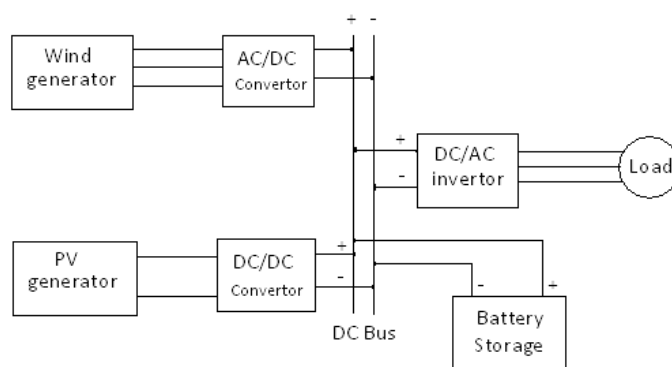 + -
Wind
generator
AC/DC
Convertor
+
-
DC/AC
invertor
Load
PV
generator
DC/DC
Convertor
+
-
DC Bus
- +
Battery
Storage